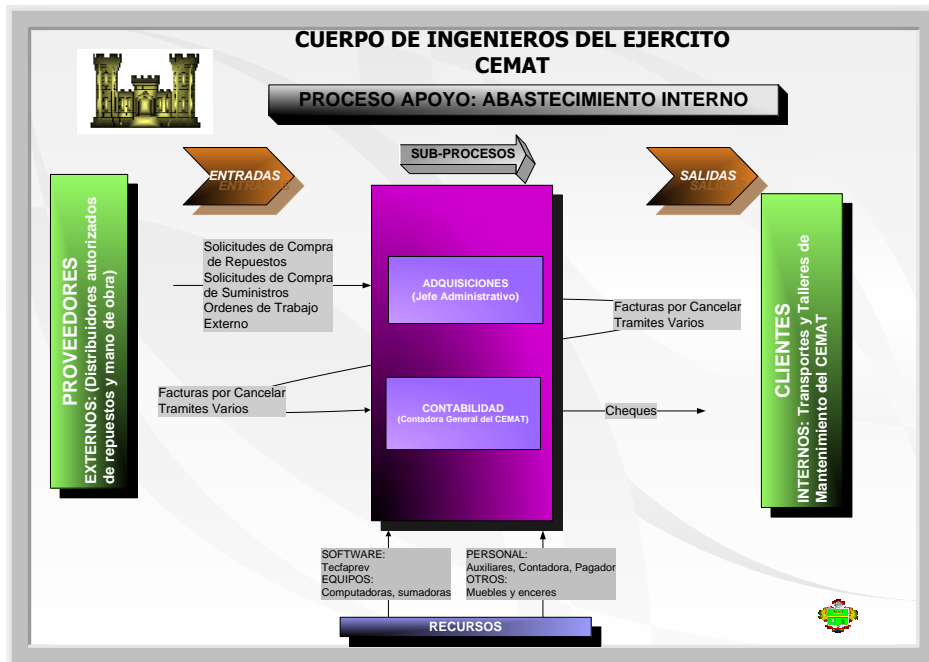 CUERPO DE INGENIEROS DEL EJERCITO
CEMAT
PROCESO APOYO: ABASTECIMIENTO INTERNO
ENTRADAS
SUB-PROCESOS
SALIDAS
PROVEEDORES
EXTERNOS: (Distribuidores autorizados
de repuestos y mano de obra)
Solicitudes de Compra
de Repuestos
Solicitudes de Compra
de Suministros
Ordenes de Trabajo
Externo
Facturas por Cancelar
Tramites Varios
ADQUISICIONES
(Jefe Administrativo)
CONTABILIDAD
(Contadora General del CEMAT)
Facturas por Cancelar
Tramites Varios
Cheques
CLIENTES
INTERNOS: Transportes y Talleres de
Mantenimiento del CEMAT
SOFTWARE:
Tecfaprev
EQUIPOS:
Computadoras, sumadoras
PERSONAL:
Auxiliares, Contadora, Pagador
OTROS:
Muebles y enceres
RECURSOS